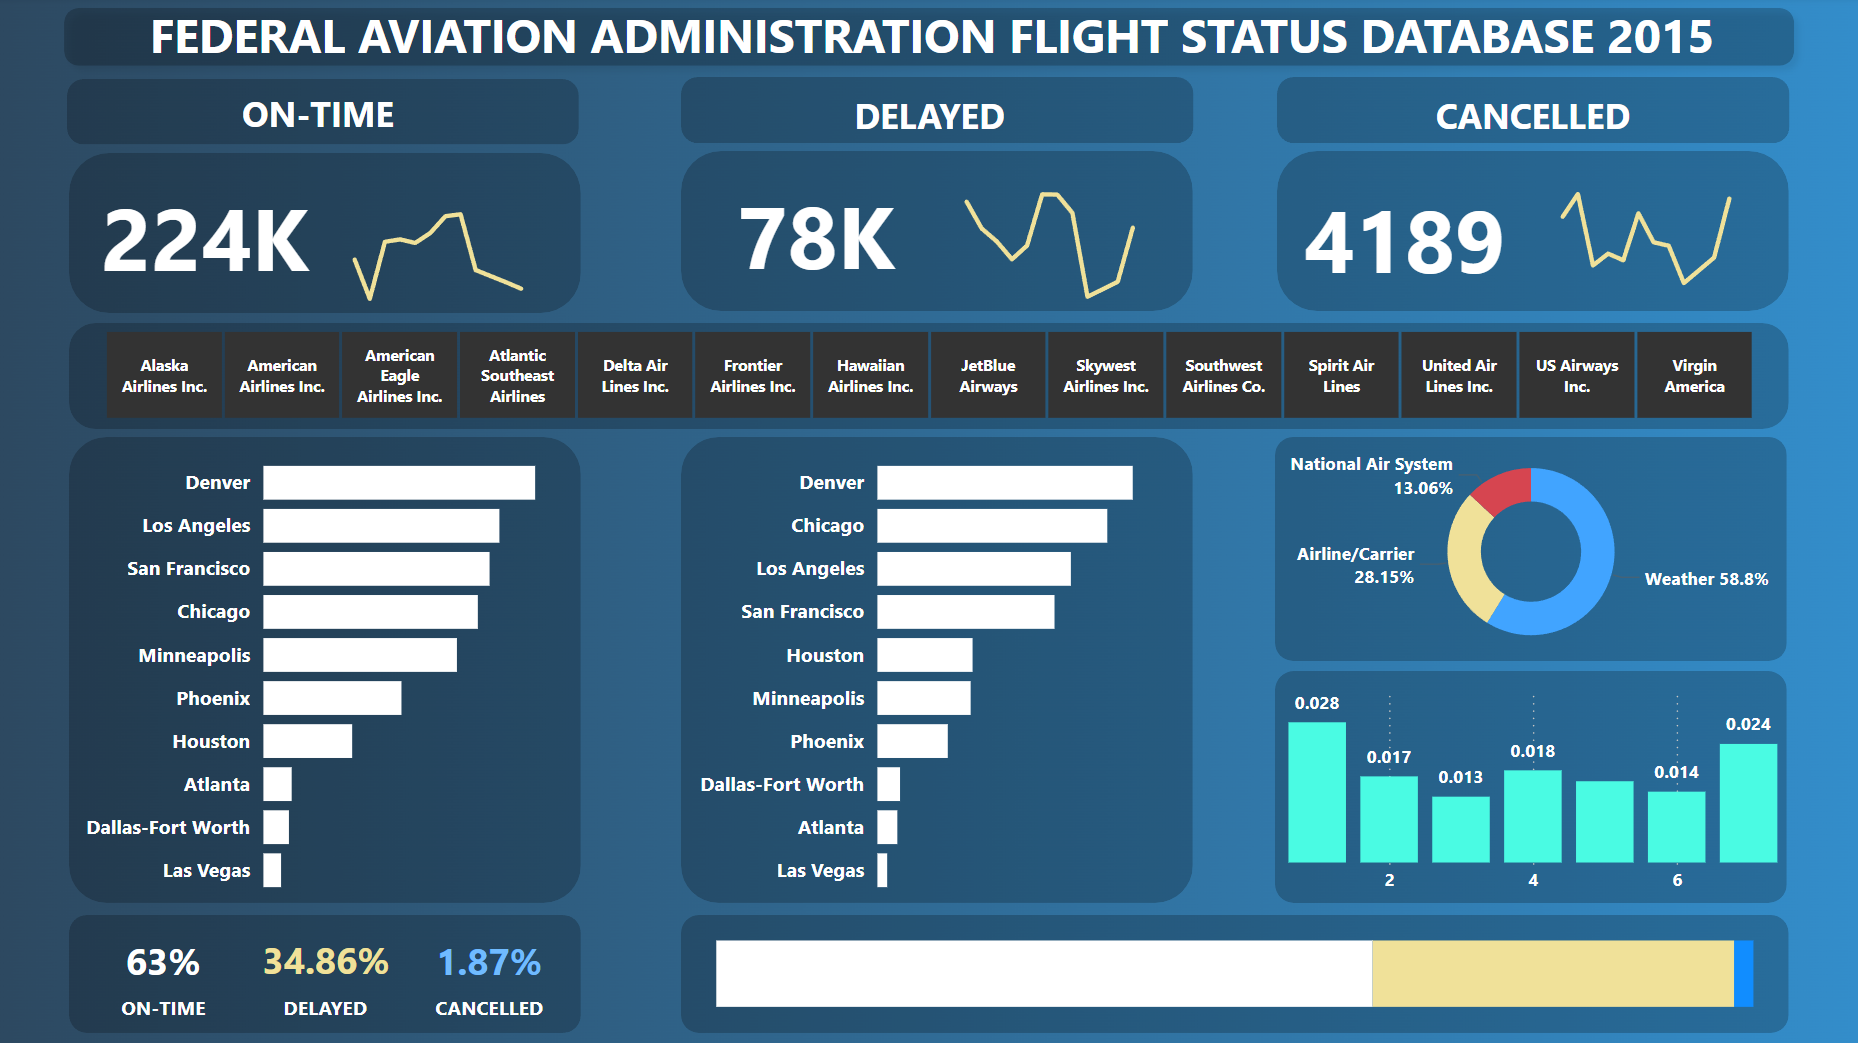 FEDERAL AVIATION ADMINISTRATION FLIGHT STATUS DATABASE 2015
ON-TIME
DELAYED
CANCELLED
224K
78K
4189
Alaska
Airlines Inc.
American
Airlines Inc.
American
Eagle
Airlines Inc.
Atlantic
Southeast
Airlines
Delta Air
Lines Inc.
Frontier
Airlines Inc.
Hawaiian
Airlines Inc.
JetBlue
Airways
Skywest
Airlines Inc.
Southwest
Airlines Co.
Spirit Air
Lines
United Air
Lines Inc.
US Airways
Inc.
Virgin
America
Denver
Los Angeles
San Francisco
Chicago
Minneapolis
Phoenix
Houston
Atlanta
Dallas-Fort Worth
Las Vegas
Denver
Chicago
Los Angeles
San Francisco
Houston
Minneapolis
Phoenix
Dallas-Fort Worth
Atlanta
Las Vegas
National Air System
13.06%
Airline/Carrier
28.15%
Weather 58.8%
0.028
0.017
0.013
0.018
0.014
0.024
2
4
6
63%
ON-TIME
34.86%
DELAYED
1.87%
CANCELLED